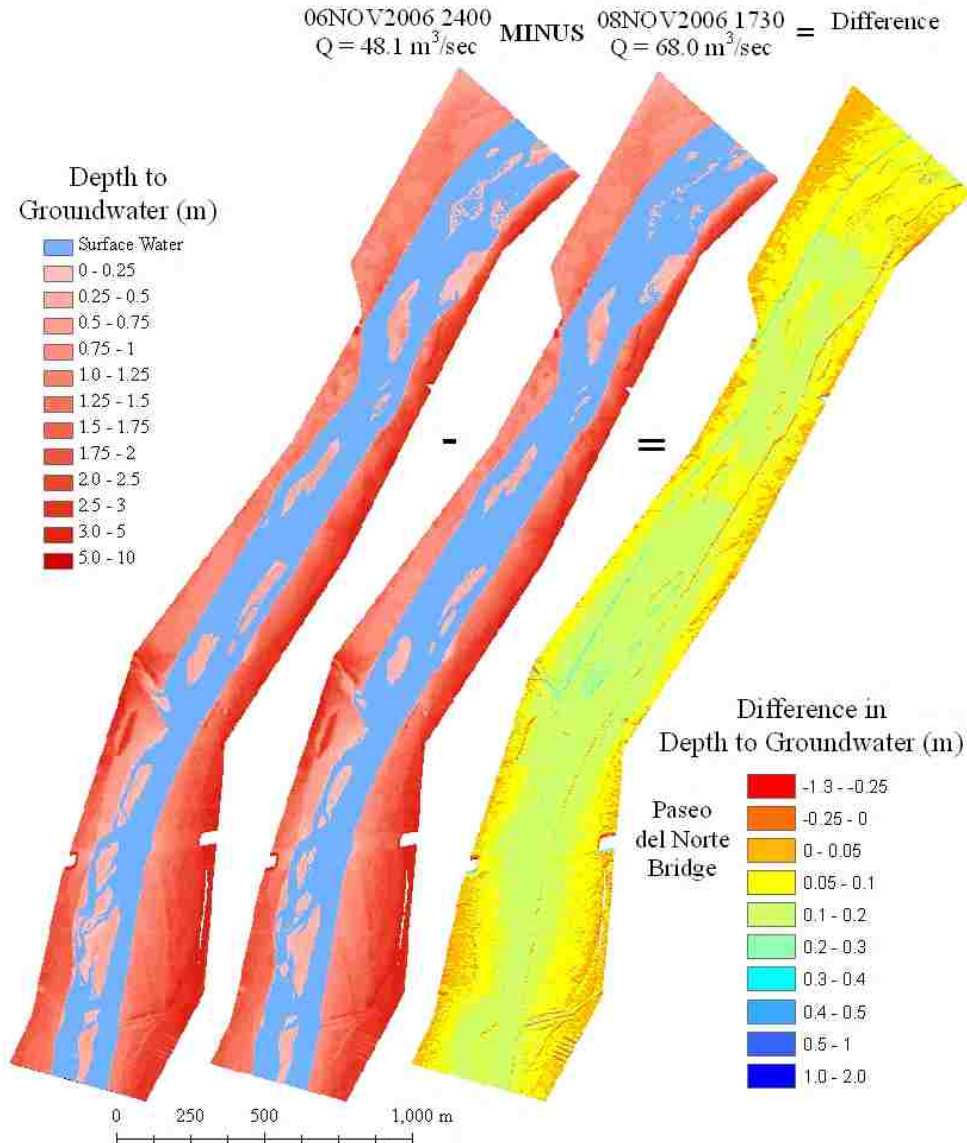 06NOV2006 2400 MINUS 08NOV2006 1730 = Difference
Q = 48.1 m³/sec Q = 68.0 m³/sec
Depth to
Groundwater (m)
Surface Water
0 - 0.25
0.25 - 0.5
0.5 - 0.75
0.75 - 1
1.0 - 1.25
1.25 - 1.5
1.5 - 1.75
1.75 - 2
2.0 - 2.5
2.5 - 3
3.0 - 5
5.0 - 10
- =
Difference in
Depth to Groundwater (m)
-1.3 - -0.25
-0.25 - 0
0 - 0.05
0.05 - 0.1
0.1 - 0.2
0.2 - 0.3
0.3 - 0.4
0.4 - 0.5
0.5 - 1
1.0 - 2.0
Paseo
del Norte
Bridge
0 250 500 1,000 m